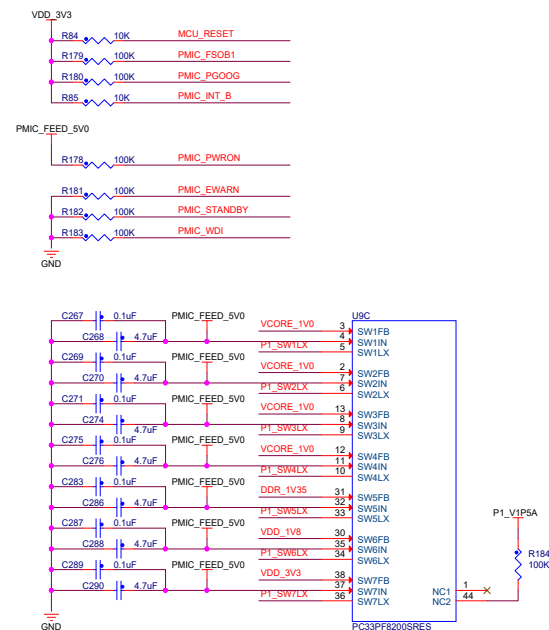 VDD_3V3
R84 10K MCU_RESET
R179 100K PMIC_FSOB1
R180 100K PMIC_PGOOG
R85 10K PMIC_INT_B
PMIC_FEED_5V0
R178 100K PMIC_PWRON
R181 100K PMIC_EWARN
R182 100K PMIC_STANDBY
R183 100K PMIC_WDI
GND
C267 0.1uF PMIC_FEED_5V0 U9C
VCORE_1V0 3 SW1FB
C268 4.7uF 4 SW1IN
P1_SW1LX 5 SW1LX
C269 0.1uF PMIC_FEED_5V0
VCORE_1V0 2 SW2FB
C270 4.7uF 7 SW2IN
P1_SW2LX 6 SW2LX
C271 0.1uF PMIC_FEED_5V0
VCORE_1V0 13 SW3FB
C274 4.7uF 8 SW3IN
P1_SW3LX 9 SW3LX
C275 0.1uF PMIC_FEED_5V0
VCORE_1V0 12 SW4FB
C276 4.7uF 11 SW4IN
P1_SW4LX 10 SW4LX
C283 0.1uF PMIC_FEED_5V0
DDR_1V35 31 SW5FB
C286 4.7uF 32 SW5IN
P1_SW5LX 33 SW5LX
P1_V1P5A
C287 0.1uF PMIC_FEED_5V0
VDD_1V8 30 SW6FB
C288 4.7uF 35 SW6IN
P1_SW6LX 34 SW6LX
R184
100K
C289 0.1uF PMIC_FEED_5V0
VDD_3V3 38 SW7FB
C290 4.7uF 37 SW7IN NC1 1
P1_SW7LX 36 SW7LX NC2 44
GND
PC33PF8200SRES